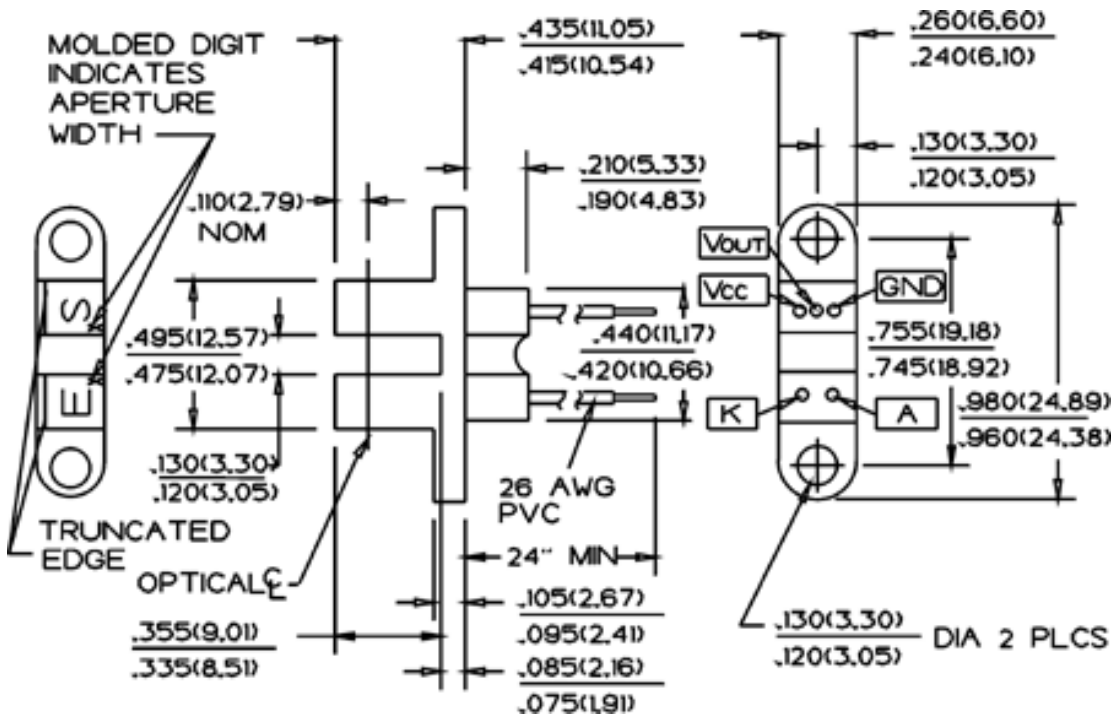 MOLDED DIGIT
INDICATES
APERTURE
WIDTH
.435(11.05)
.415(10.54)
.260(6.60)
.240(6.10)
.130(3.30)
.120(3.05)
.210(5.33)
.190(4.83)
.110(2.79)
NOM
VOUT
VCC
GND
S
E
.495(12.57)
.475(12.07)
.440(11.17)
.420(10.66)
.755(19.18)
.745(18.92)
K
A
.980(24.89)
.960(24.38)
.130(3.30)
.120(3.05)
26 AWG
PVC
TRUNCATED
EDGE
24" MIN
OPTICAL ℄
.105(2.67)
.095(2.41)
.355(9.01)
.335(8.51)
.085(2.16)
.075(1.91)
.130(3.30)
.120(3.05)
DIA 2 PLCS